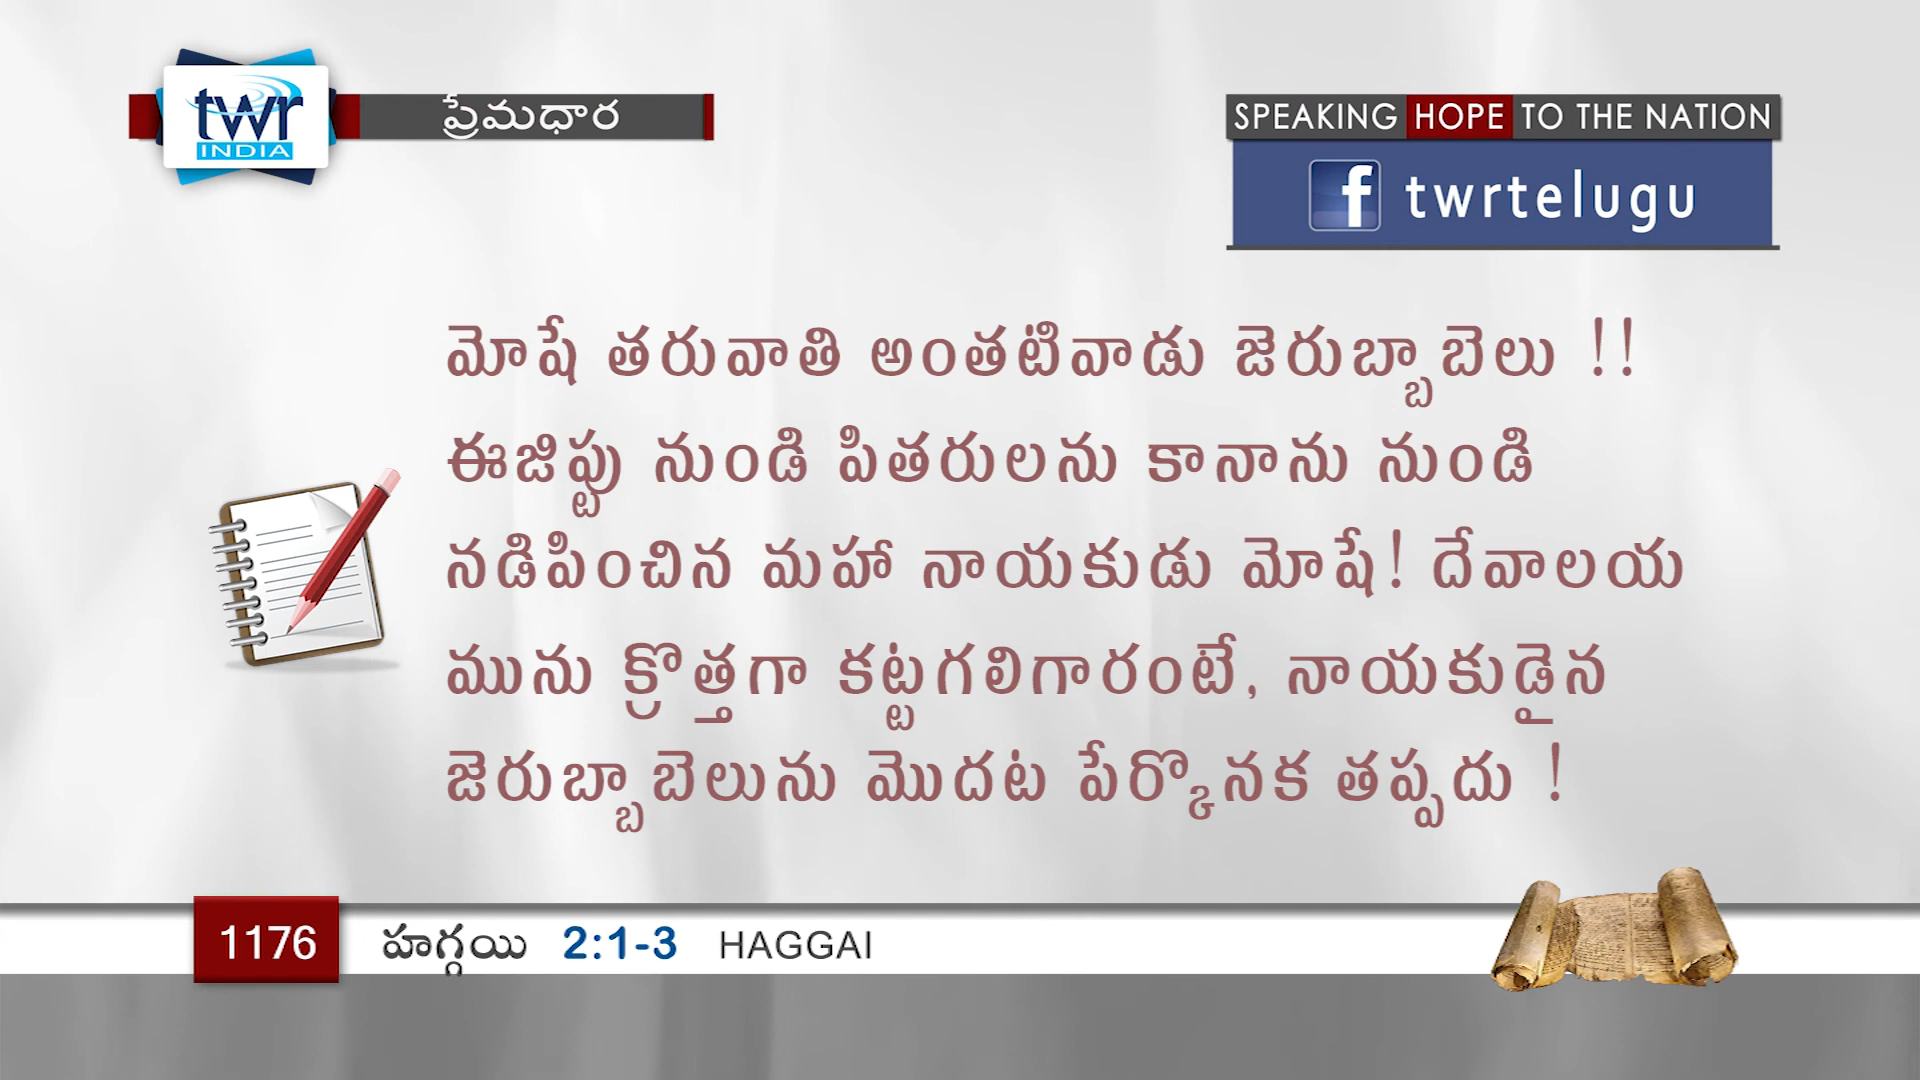 twr
INDIA
ప్రేమధార
SPEAKING HOPE TO THE NATION
f twrtelugu
మోషే తరువాతి అంతటివాడు జెరుబ్బాబెలు !!
ఈజిప్టు నుండి పితరులను కానాను నుండి
నడిపించిన మహా నాయకుడు మోషే! దేవాలయ
మును క్రొత్తగా కట్టగలిగారంటే, నాయకుడైన
జెరుబ్బాబెలును మొదట పేర్కొనక తప్పదు !
1176 హగ్గయి 2:1-3 HAGGAI